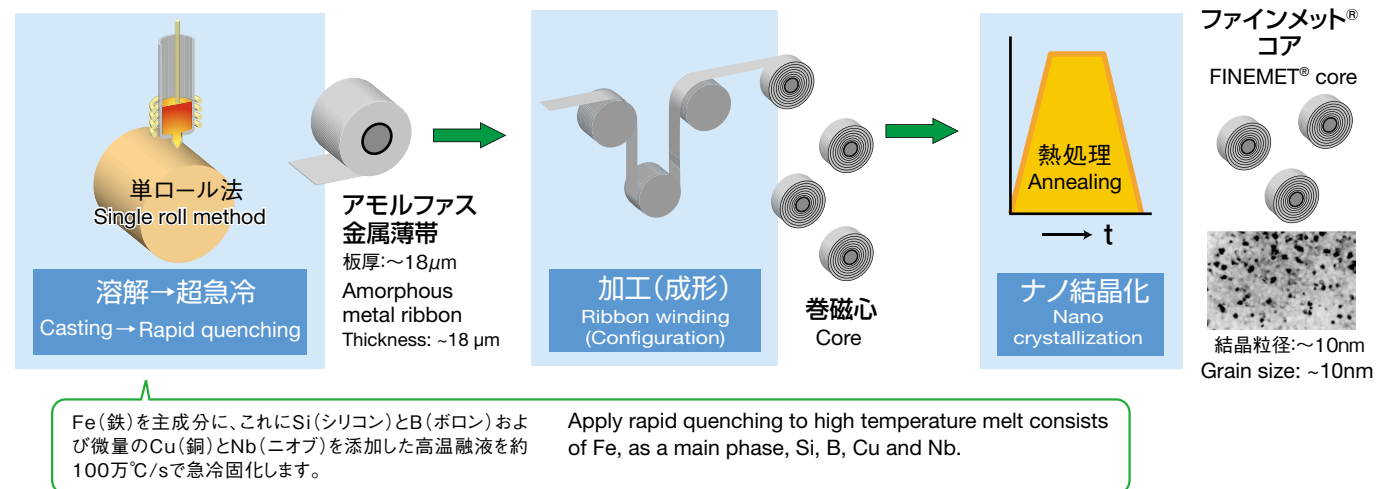 単ロール法
Single roll method
溶解→超急冷
Casting→Rapid quenching
アモルファス
金属薄帯
板厚:～18μm
Amorphous
metal ribbon
Thickness: ~18 μm
加工(成形)
Ribbon winding
(Configuration)
巻磁心
Core
熱処理
Annealing
t
ナノ結晶化
Nano
crystallization
ファインメット®
コア
FINEMET® core
結晶粒径:～10nm
Grain size: ~10nm
Fe(鉄)を主成分に、これにSi(シリコン)とB(ボロン)およ
び微量のCu(銅)とNb(ニオブ)を添加した高温融液を約
100万℃/sで急冷固化します。
Apply rapid quenching to high temperature melt consists
of Fe, as a main phase, Si, B, Cu and Nb.